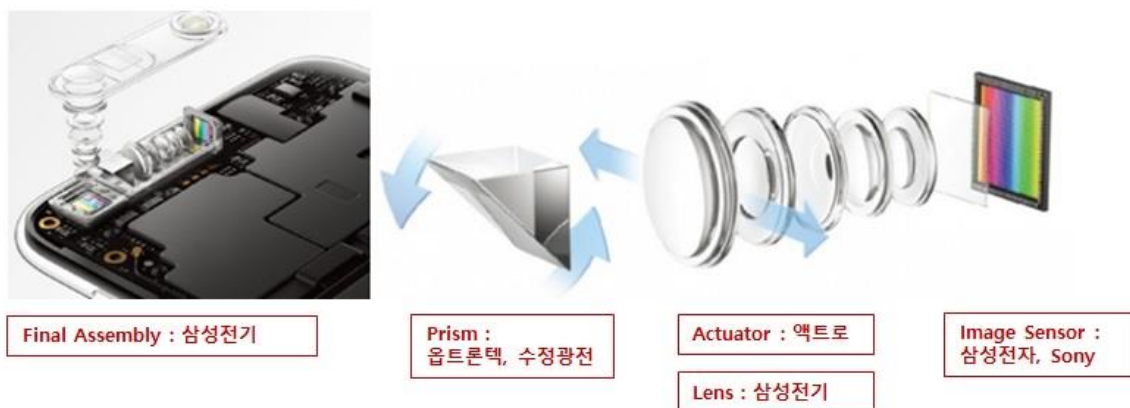 Final Assembly : 삼성전기
Prism :
옵트론텍, 수정광전
Actuator : 액트로
Lens : 삼성전기
Image Sensor :
삼성전자, Sony